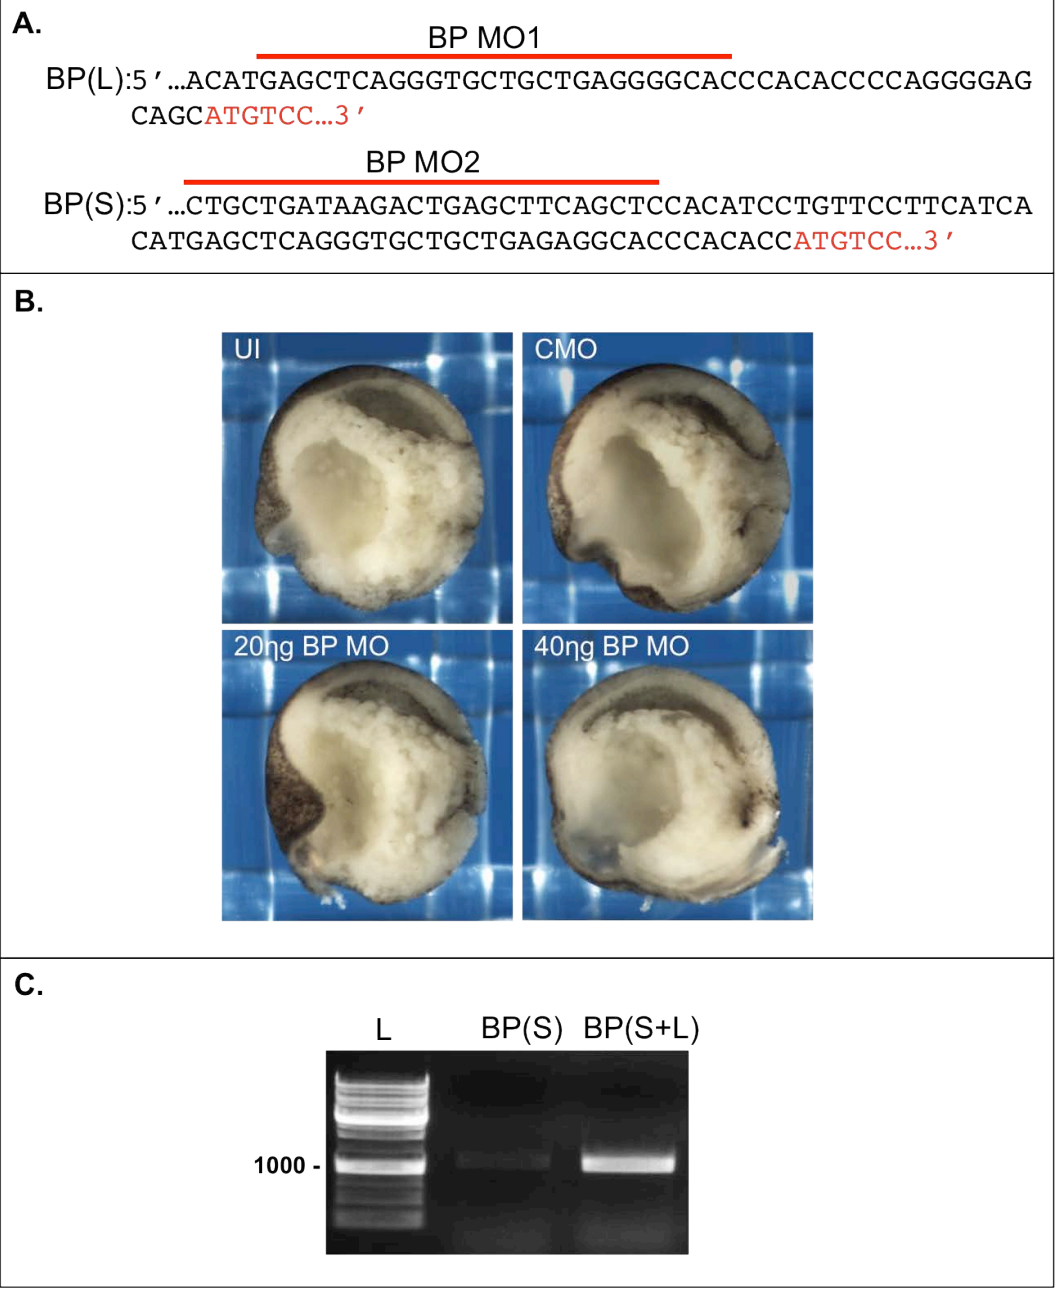 A.
BP MO1
BP(L):5′…ACATGAGCTCAGGGTGCTGCTGAGGGGCACCCACACCCCAGGGGAG
CAGCATGTCC…3′
BP MO2
BP(S):5′…CTGCTGATAAGACTGAGCTTCAGCTCCACATCCTGTTCCTTCATCA
CATGAGCTCAGGGTGCTGCTGAGAGGCACCCACACCATGTCC…3′
B.
UI
CMO
20ηg BP MO
40ηg BP MO
C.
L
BP(S)
BP(S+L)
1000 -